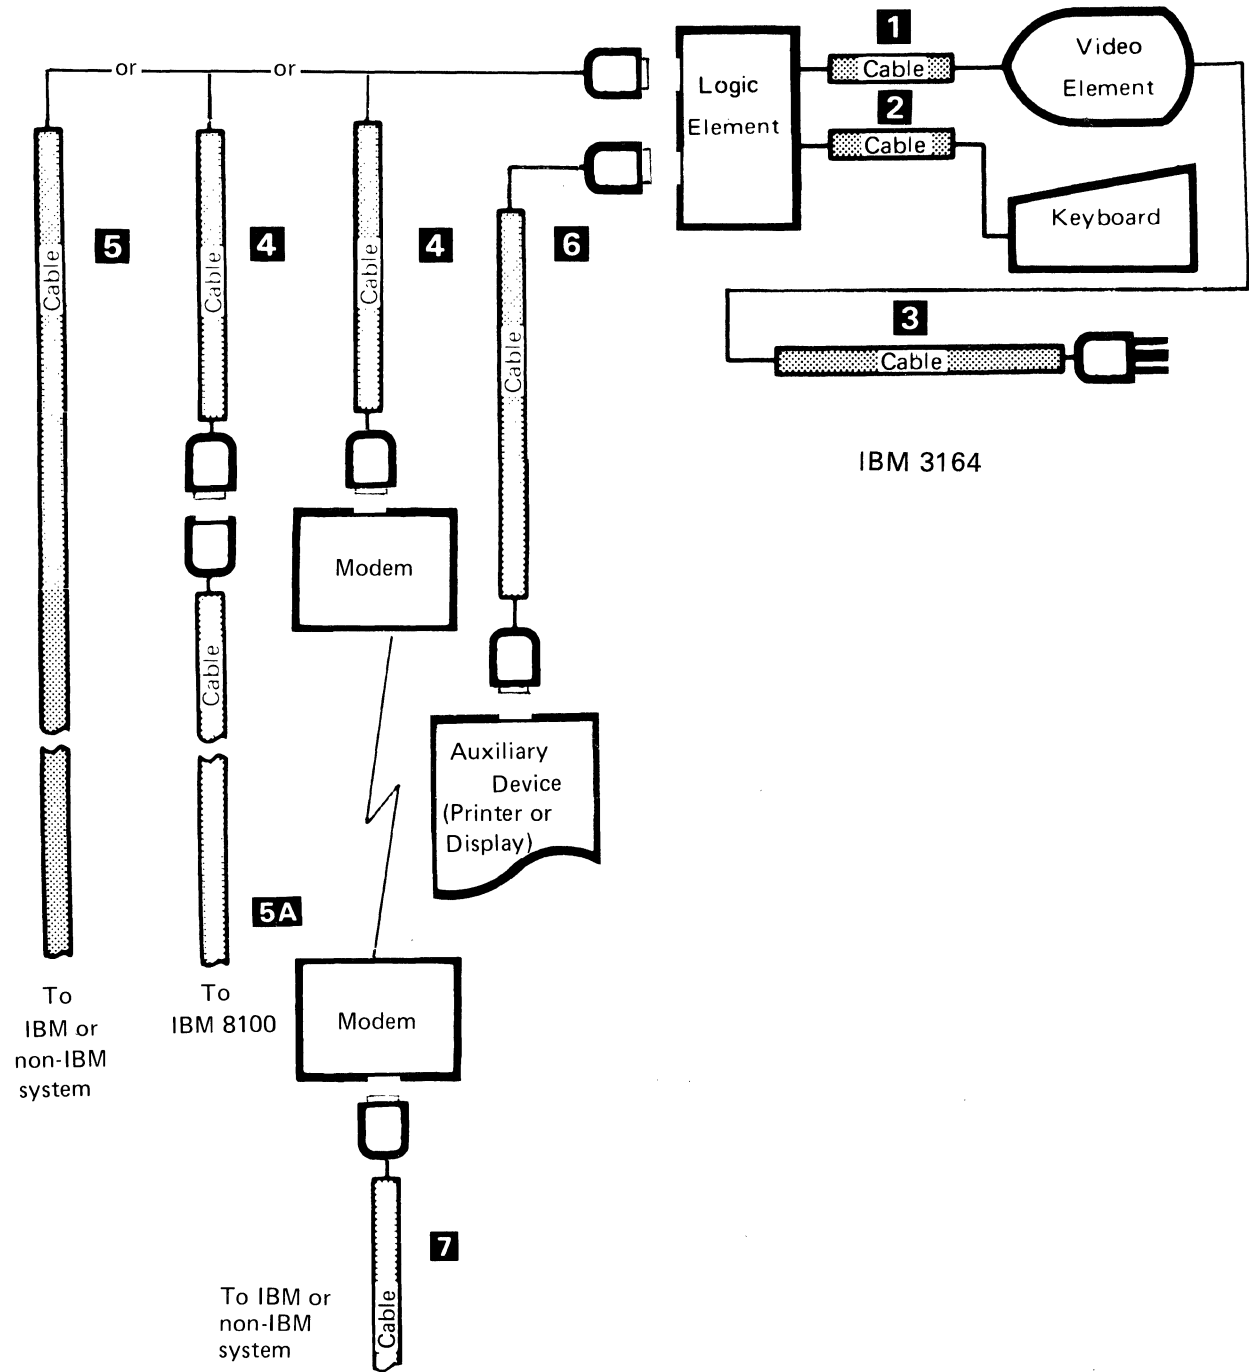 1
Video
Element
Cable
Logic
Element
2
Cable
Keyboard
3
Cable
IBM 3164
or
or
5
Cable
4
Cable
4
Cable
6
Cable
Modem
Cable
Auxiliary
Device
(Printer or
Display)
5A
To
IBM or
non-IBM
system
To
IBM 8100
Modem
7
Cable
To IBM or
non-IBM
system